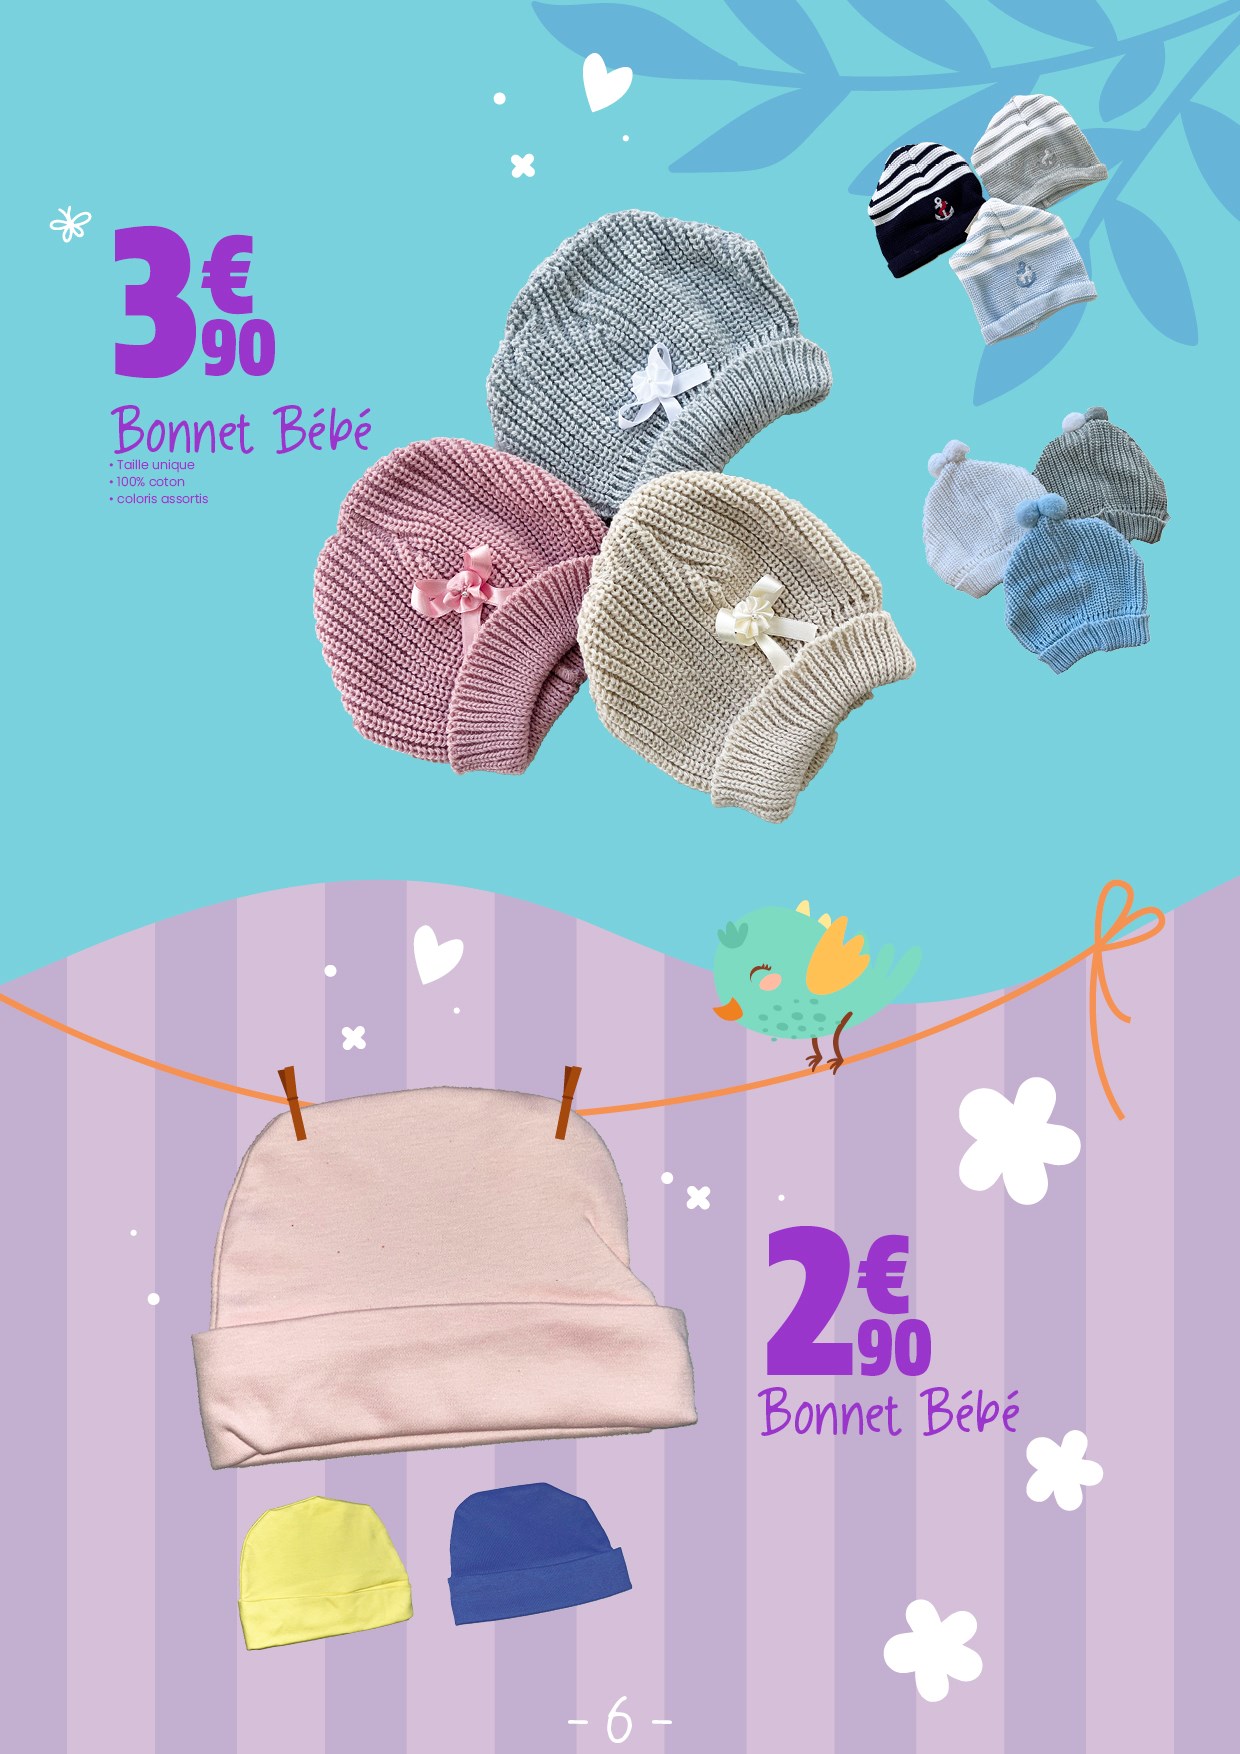 3€90
Bonnet Bébé
• Taille unique
• 100% coton
• coloris assortis
2€90
Bonnet Bébé
- 6 -